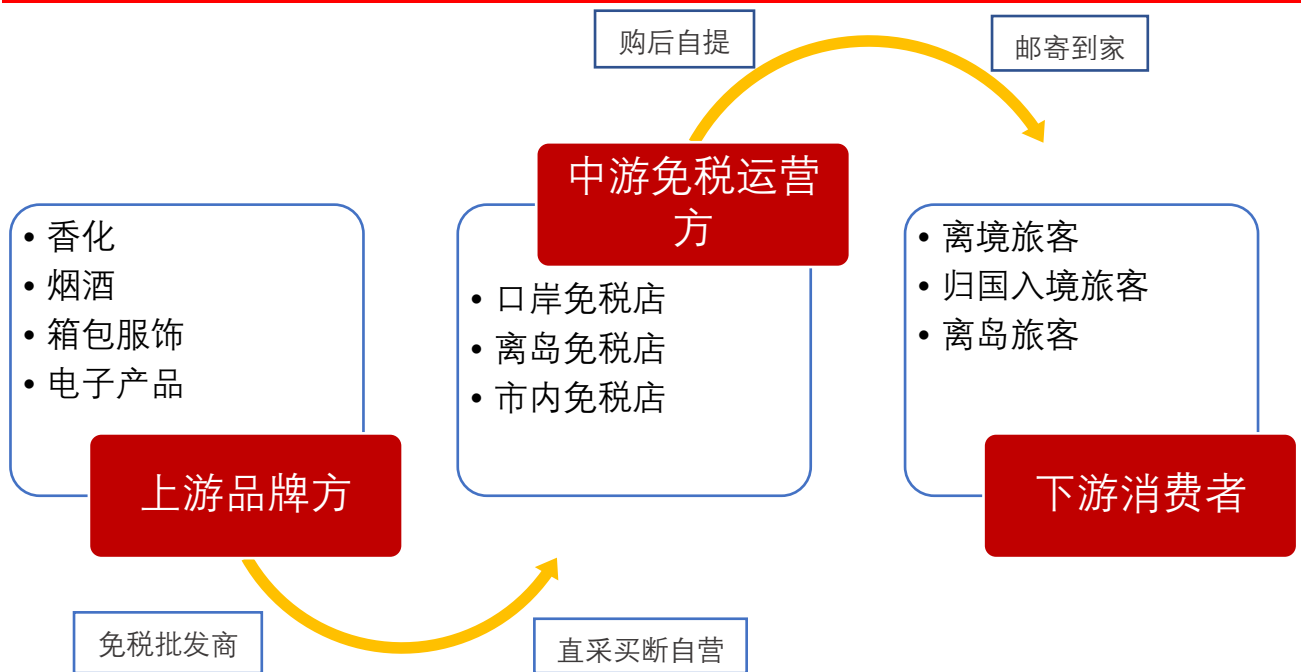 购后自提
邮寄到家
香化
烟酒
箱包服饰
电子产品
上游品牌方
免税批发商
直采买断自营
中游免税运营
方
口岸免税店
离岛免税店
市内免税店
离境旅客
归国入境旅客
离岛旅客
下游消费者